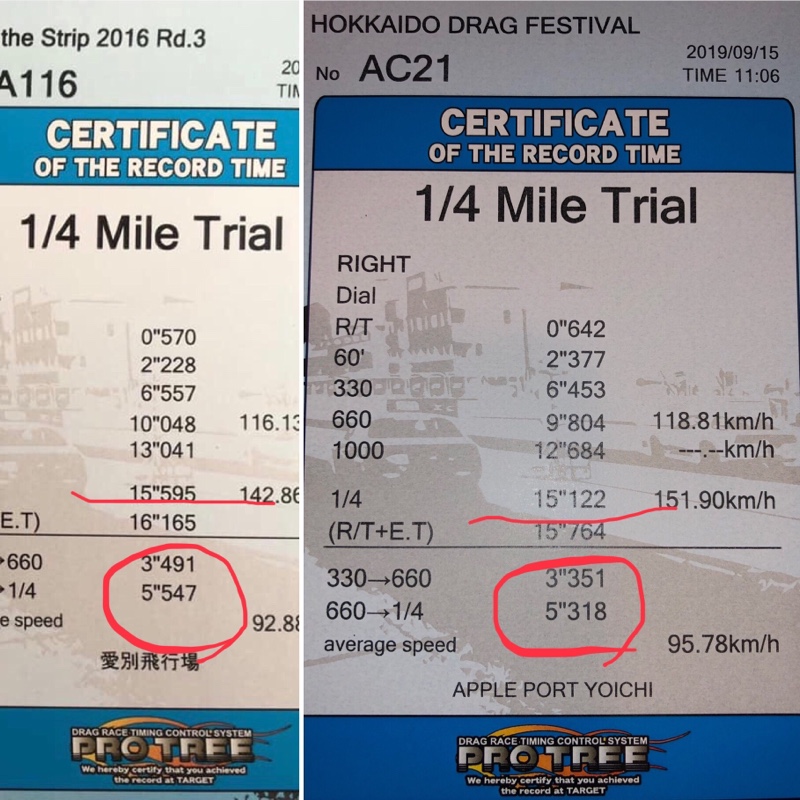 the Strip 2016 Rd.3
A116
20
TIM
CERTIFICATE
OF THE RECORD TIME
1/4 Mile Trial
0"570
2"228
6"557
10"048 116.13
13"041
15"595 142.86
E.T) 16"165
→660 3"491
→1/4 5"547
e speed 92.88
愛別飛行場
DRAG RACE TIMING CONTROL SYSTEM
PRO TREE
We hereby certify that you achieved
the record at TARGET
HOKKAIDO DRAG FESTIVAL
2019/09/15
No AC21 TIME 11:06
CERTIFICATE
OF THE RECORD TIME
1/4 Mile Trial
RIGHT
Dial
R/T 0"642
60' 2"377
330 6"453
660 9"804 118.81km/h
1000 12"684 ---.--km/h
1/4 15"122 151.90km/h
(R/T+E.T) 15"764
330→660 3"351
660→1/4 5"318
average speed 95.78km/h
APPLE PORT YOICHI
DRAG RACE TIMING CONTROL SYSTEM
PRO TREE
We hereby certify that you achieved
the record at TARGET